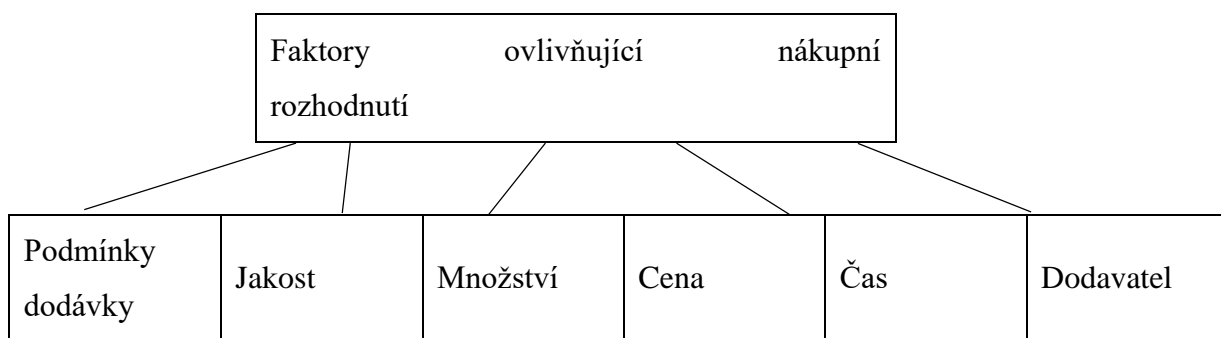 Faktory ovlivňující nákupní
rozhodnutí
Podmínky
dodávky
Jakost
Množství
Cena
Čas
Dodavatel